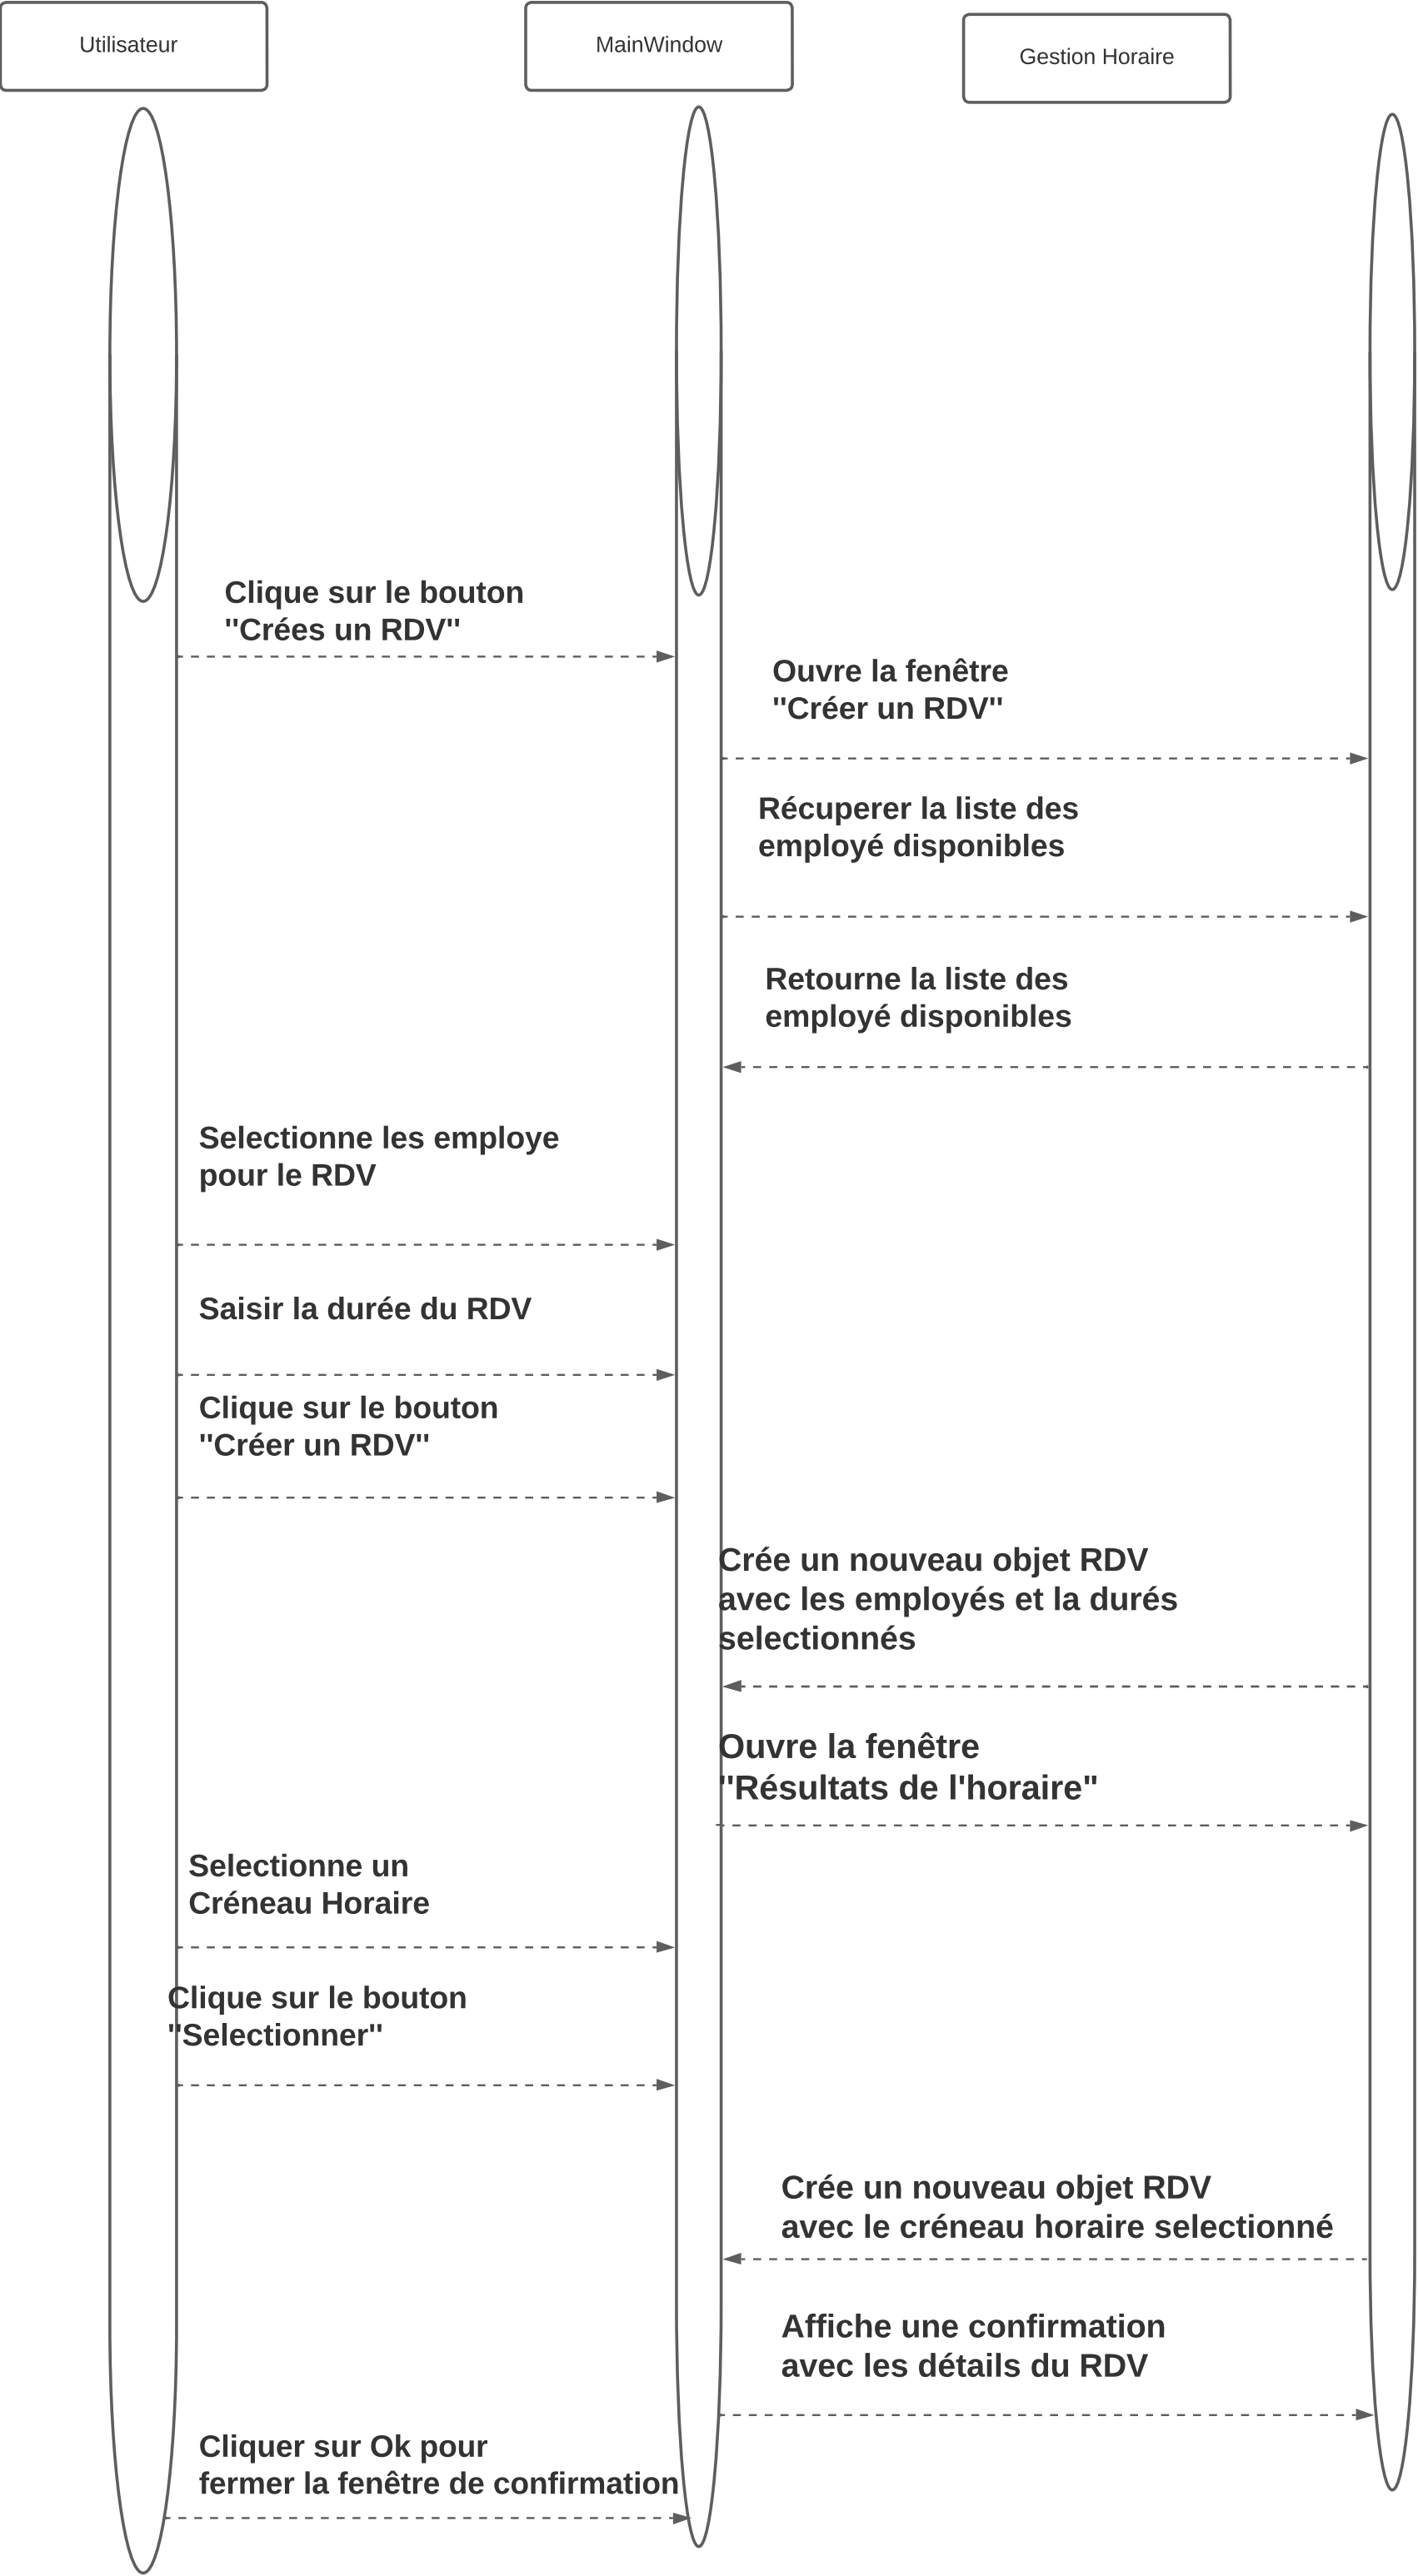 Utilisateur
MainWindow
Gestion Horaire
Clique sur le bouton
"Crées un RDV"
Ouvre la fenêtre
"Créer un RDV"
Récuperer la liste des
employé disponibles
Retourne la liste des
employé disponibles
Selectionne les employe
pour le RDV
Saisir la durée du RDV
Clique sur le bouton
"Créer un RDV"
Crée un nouveau objet RDV
avec les employés et la durés
selectionnés
Ouvre la fenêtre
"Résultats de l'horaire"
Selectionne un
Créneau Horaire
Clique sur le bouton
"Selectionner"
Crée un nouveau objet RDV
avec le créneau horaire selectionné
Affiche une confirmation
avec les détails du RDV
Cliquer sur Ok pour
fermer la fenêtre de confirmation